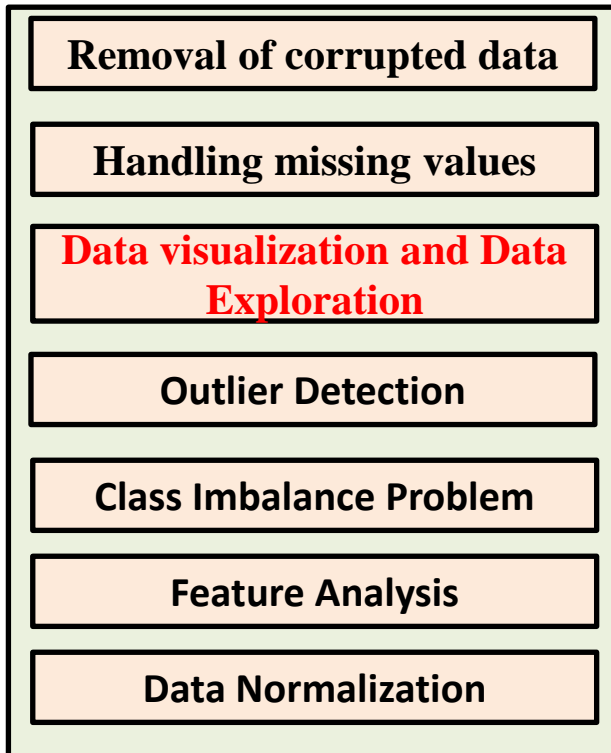 Removal of corrupted data
Handling missing values
Data visualization and Data
Exploration
Outlier Detection
Class Imbalance Problem
Feature Analysis
Data Normalization